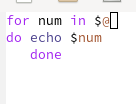 for num in $@
do echo $num
done